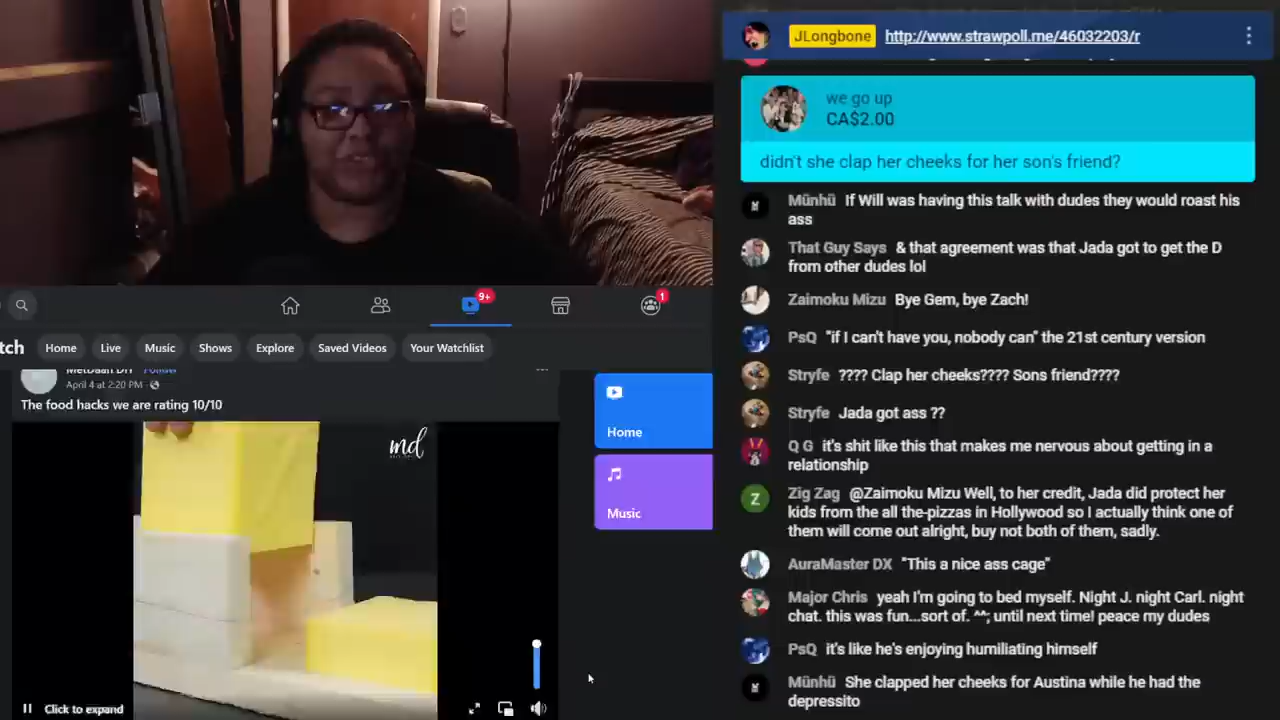 JLongbone http://www.strawpoll.me/46032203/r
we go up
CA$2.00
didn't she clap her cheeks for her son's friend?
Münhü If Will was having this talk with dudes they would roast his
ass
That Guy Says & that agreement was that Jada got to get the D
from other dudes lol
Zaimoku Mizu Bye Gem, bye Zach!
PsQ "if I can't have you, nobody can" the 21st century version
Stryfe ???? Clap her cheeks???? Sons friend????
Stryfe Jada got ass ??
Q G it's shit like this that makes me nervous about getting in a
relationship
Z
Zig Zag @Zaimoku Mizu Well, to her credit, Jada did protect her
kids from the all the-pizzas in Hollywood so I actually think one of
them will come out alright, buy not both of them, sadly.
AuraMaster DX "This a nice ass cage"
Major Chris yeah I'm going to bed myself. Night J. night Carl. night
chat. this was fun...sort of. ^^; until next time! peace my dudes
PsQ it's like he's enjoying humiliating himself
Münhü She clapped her cheeks for Austina while he had the
depressito
9+
1
tch Home Live Music Shows Explore Saved Videos Your Watchlist
April 4 at 2:20 PM
The food hacks we are rating 10/10
md
Home
Music
Click to expand